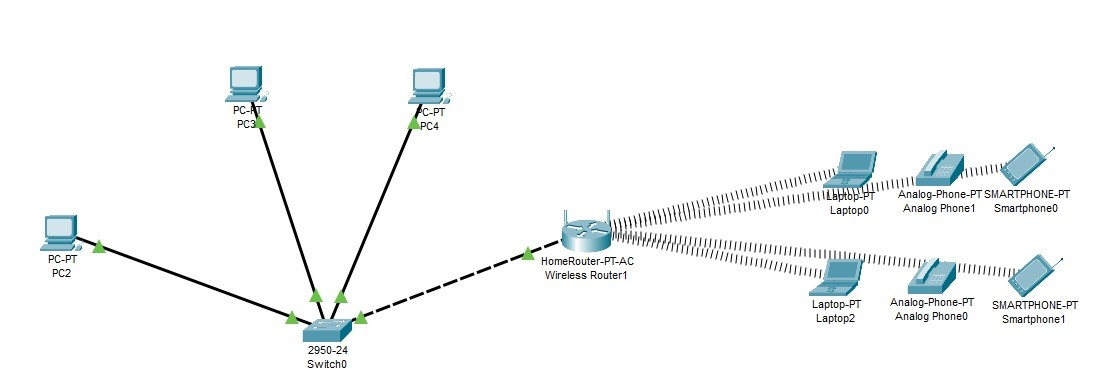 PC-PT
PC3
PC-PT
PC4
Laptop-PT
Laptop0
Analog-Phone-PT
Analog Phone1
SMARTPHONE-PT
Smartphone0
PC-PT
PC2
HomeRouter-PT-AC
Wireless Router1
Laptop-PT
Laptop2
Analog-Phone-PT
Analog Phone0
SMARTPHONE-PT
Smartphone1
2950-24
Switch0